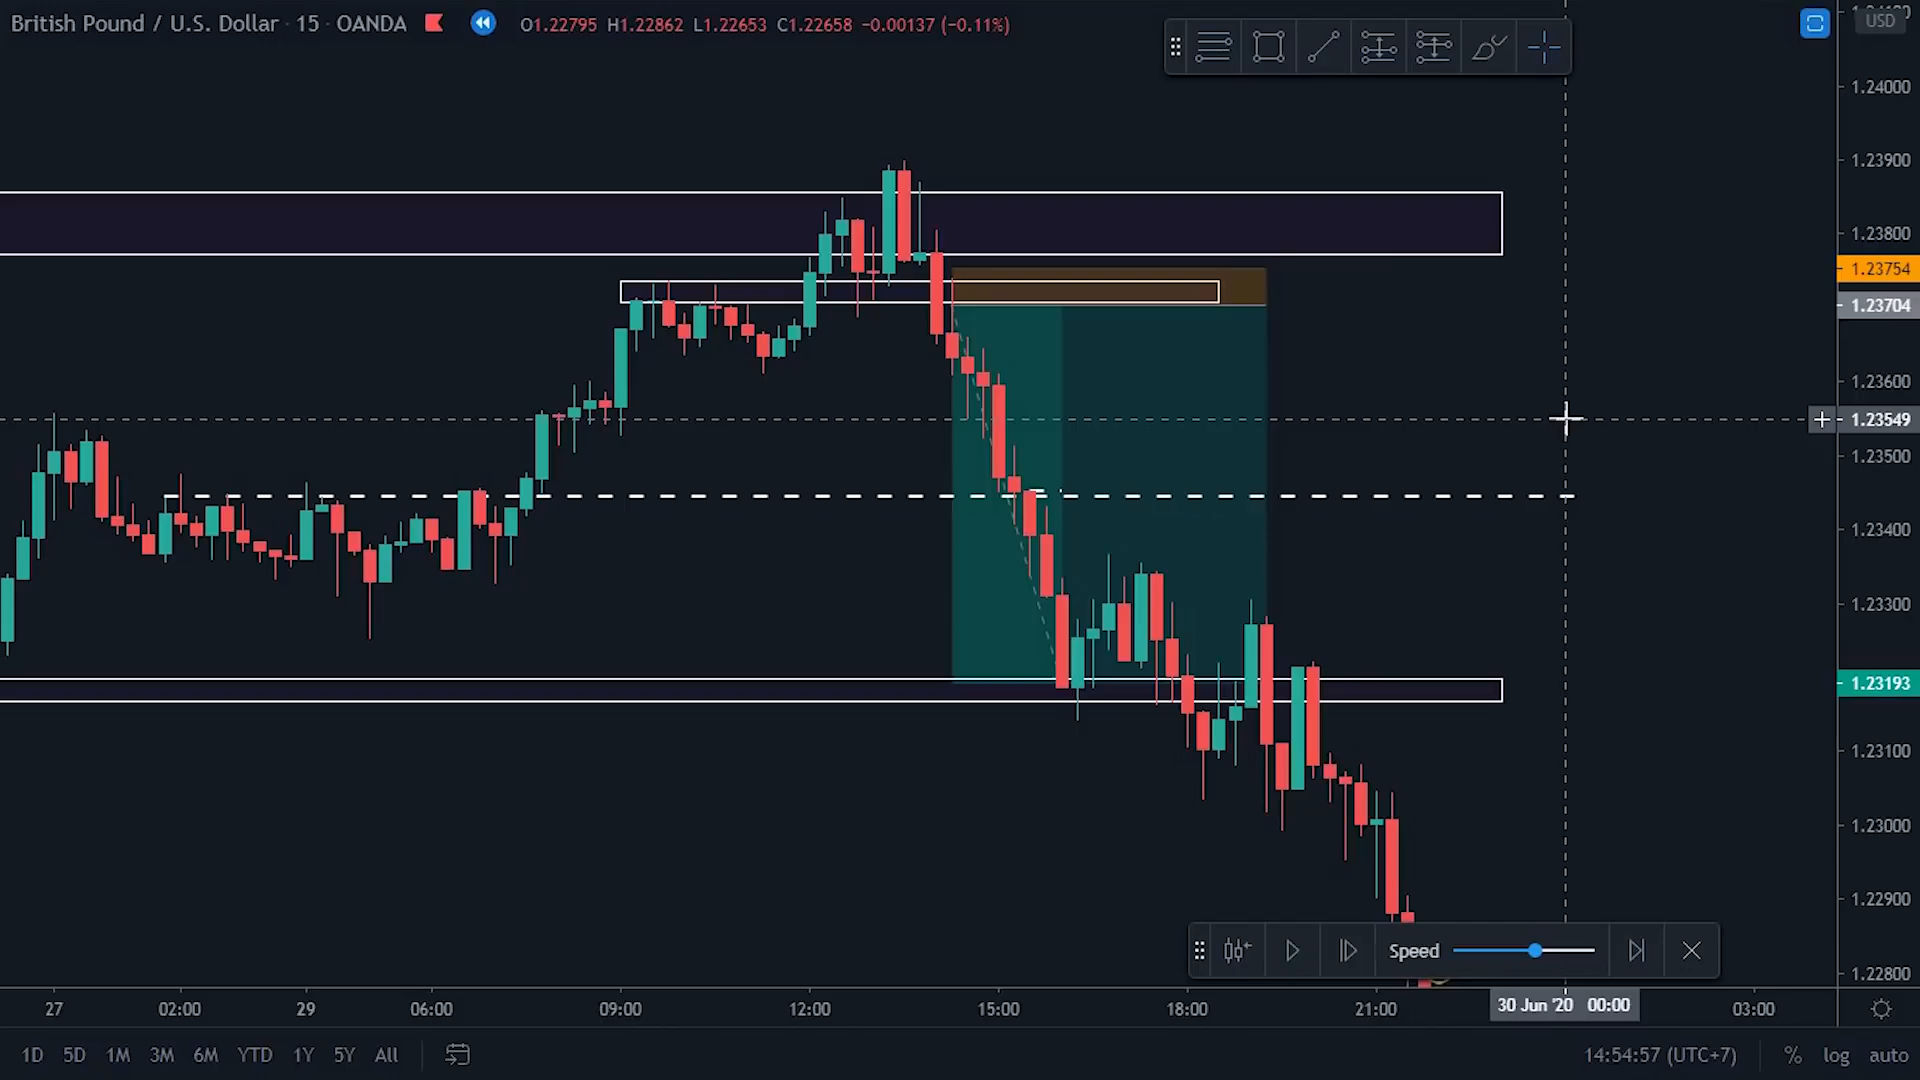 British Pound / U.S. Dollar · 15 · OANDA
O1.22795 H1.22862 L1.22653 C1.22658 −0.00137 (−0.11%)
USD
1.24000
1.23900
1.23800
1.23754
1.23704
1.23600
1.23549
1.23500
1.23400
1.23300
1.23193
1.23100
1.23000
1.22900
1.22800
Speed
27 02:00 29 06:00 09:00 12:00 15:00 18:00 21:00 30 Jun '20 00:00 03:00
1D 5D 1M 3M 6M YTD 1Y 5Y All
14:54:57 (UTC+7) % log auto